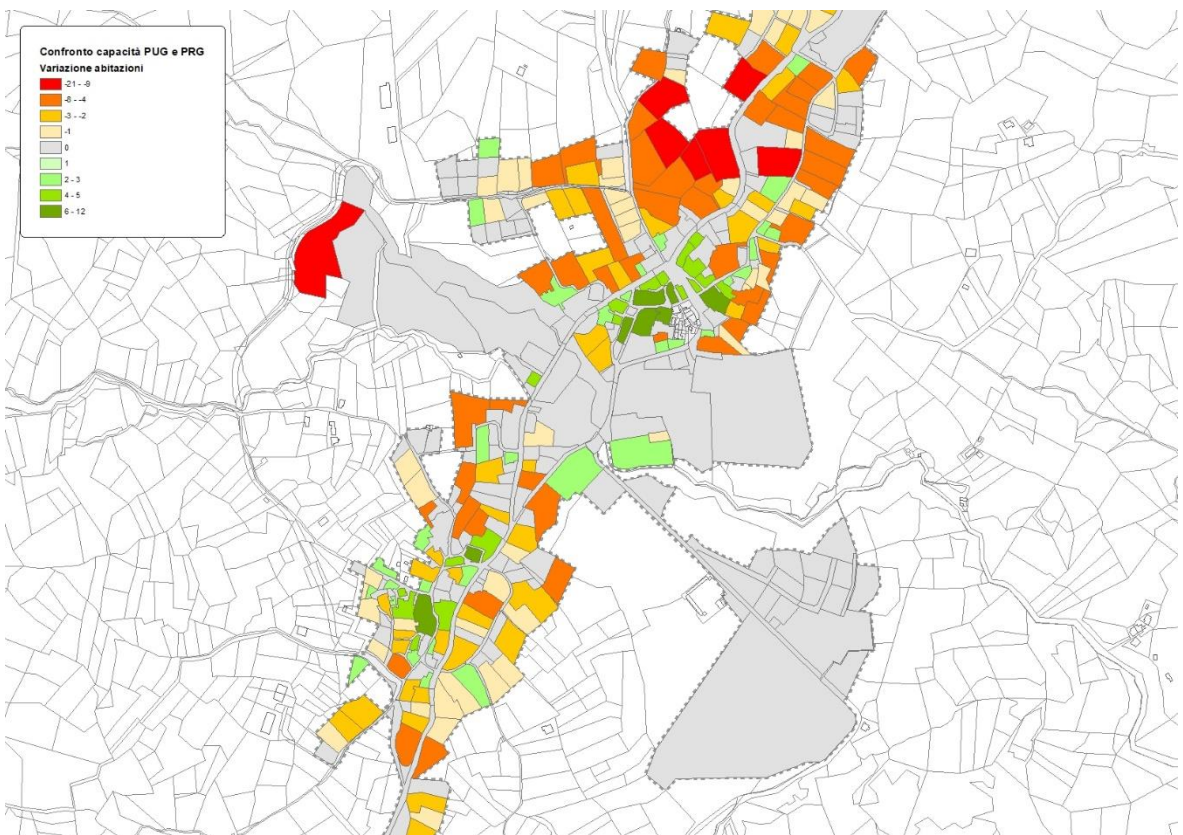 Confronto capacità PUG e PRG
Variazione abitazioni
-21 - -9
-8 - -4
-3 - -2
-1
0
1
2 - 3
4 - 5
6 - 12